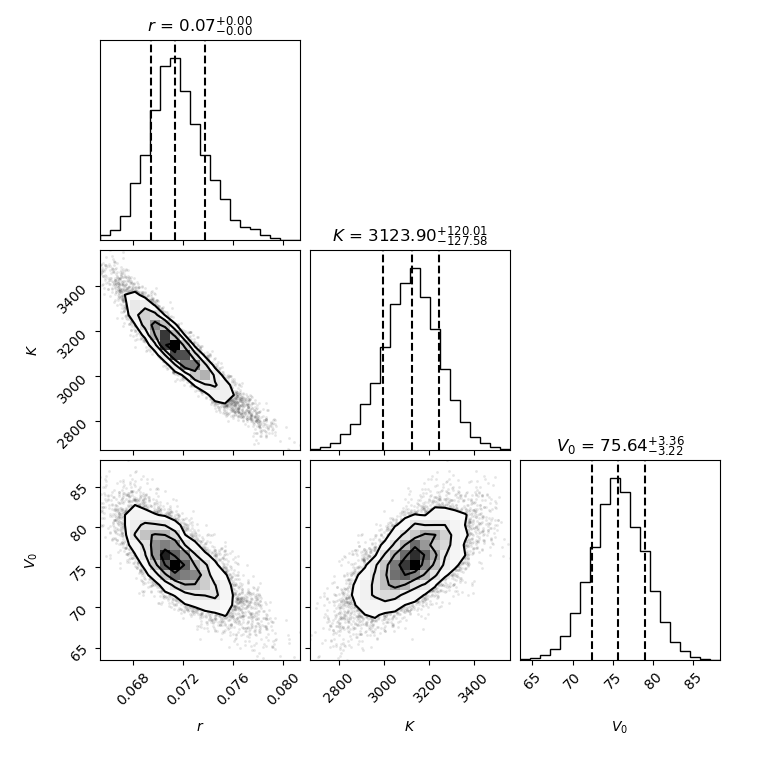 r = 0.07+0.00−0.00
K = 3123.90+120.01−127.58
3400
3200
3000
2800
K
V0 = 75.64+3.36−3.22
85
80
75
70
65
V0
0.068 0.072 0.076 0.080
r
2800 3000 3200 3400
K
65 70 75 80 85
V0